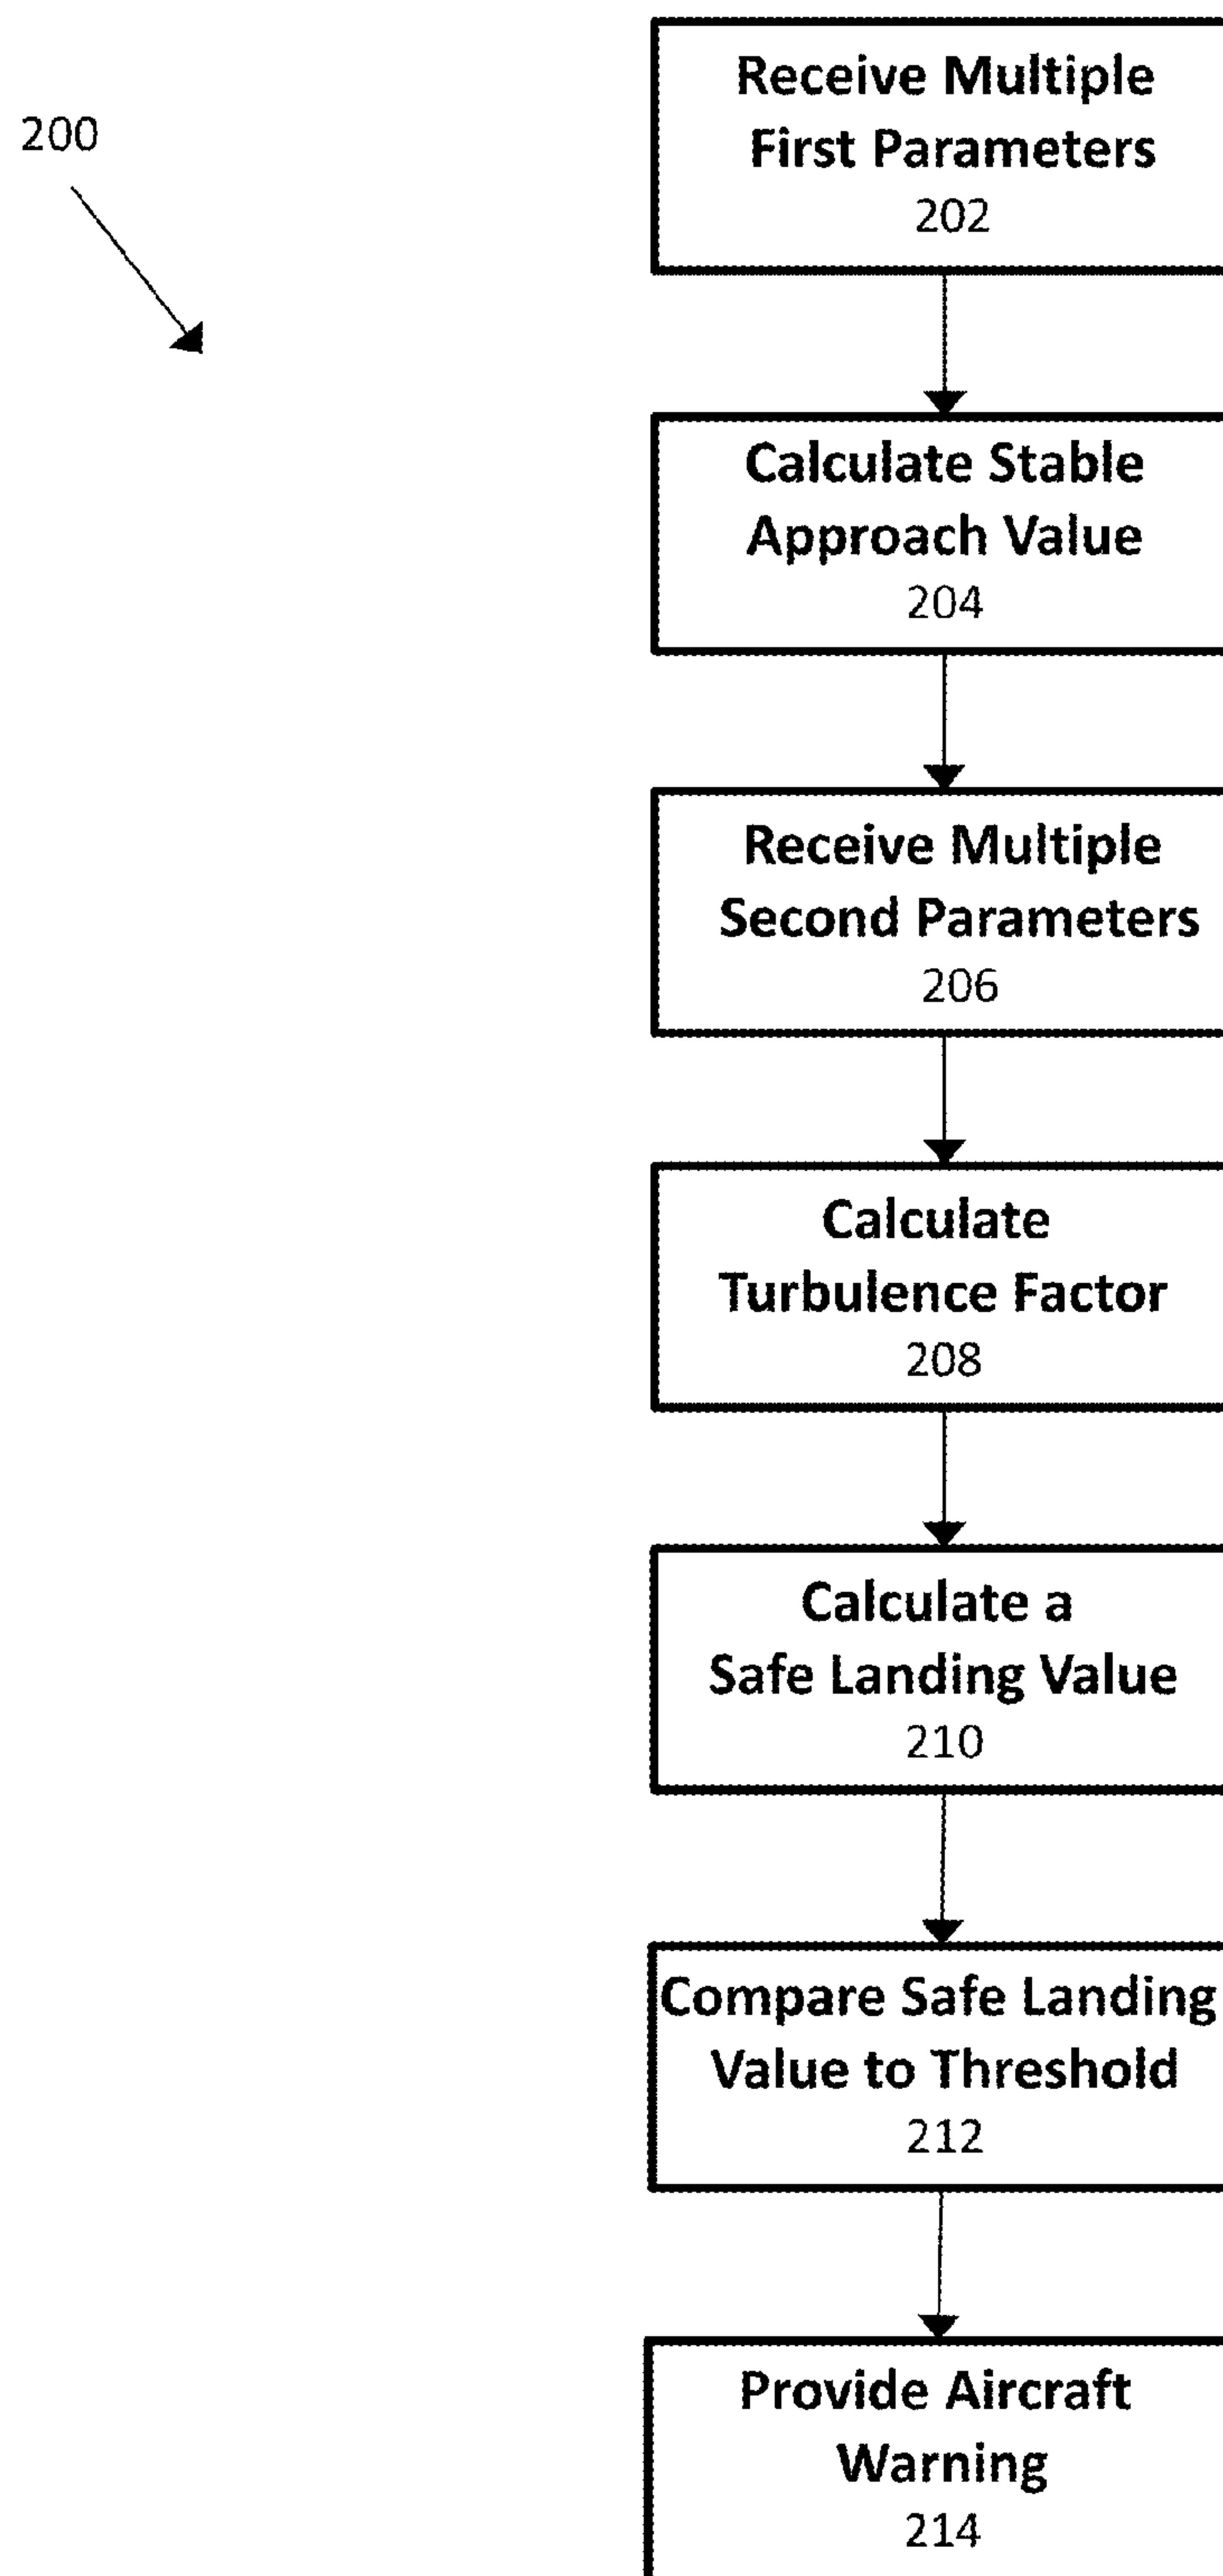 200
Receive Multiple
First Parameters
202
Calculate Stable
Approach Value
204
Receive Multiple
Second Parameters
206
Calculate
Turbulence Factor
208
Calculate a
Safe Landing Value
210
Compare Safe Landing
Value to Threshold
212
Provide Aircraft
Warning
214